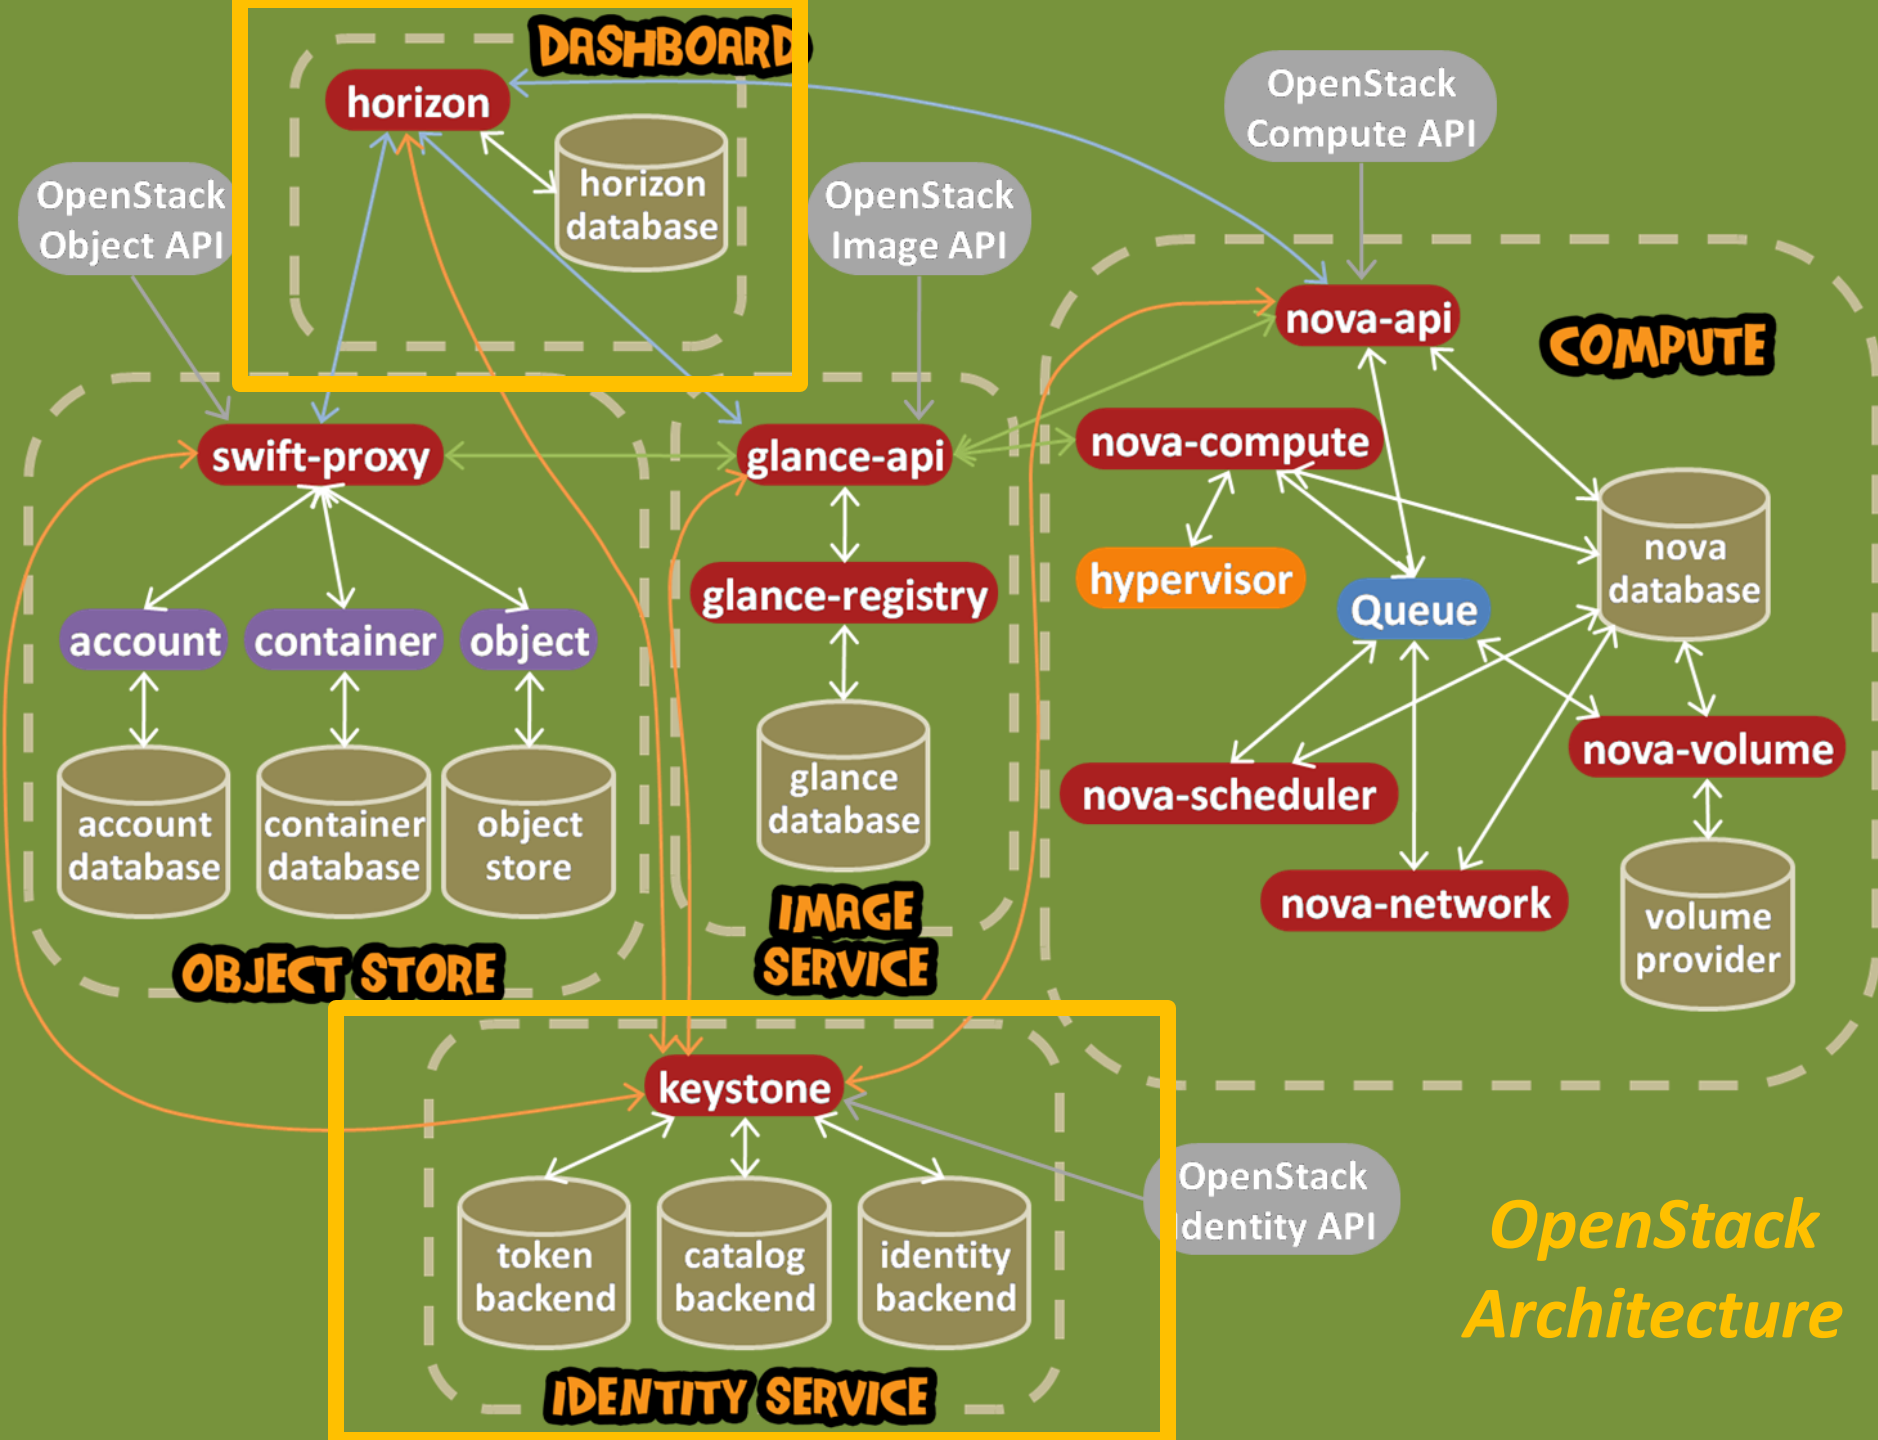 DASHBOARD
horizon
horizon
database
OpenStack
Object API
OpenStack
Image API
OpenStack
Compute API
nova-api
COMPUTE
swift-proxy
glance-api
nova-compute
glance-registry
hypervisor
Queue
nova
database
account
container
object
account
database
container
database
object
store
glance
database
nova-volume
nova-scheduler
nova-network
volume
provider
OBJECT STORE
IMAGE
SERVICE
keystone
token
backend
catalog
backend
identity
backend
OpenStack
Identity API
IDENTITY SERVICE
OpenStack
Architecture